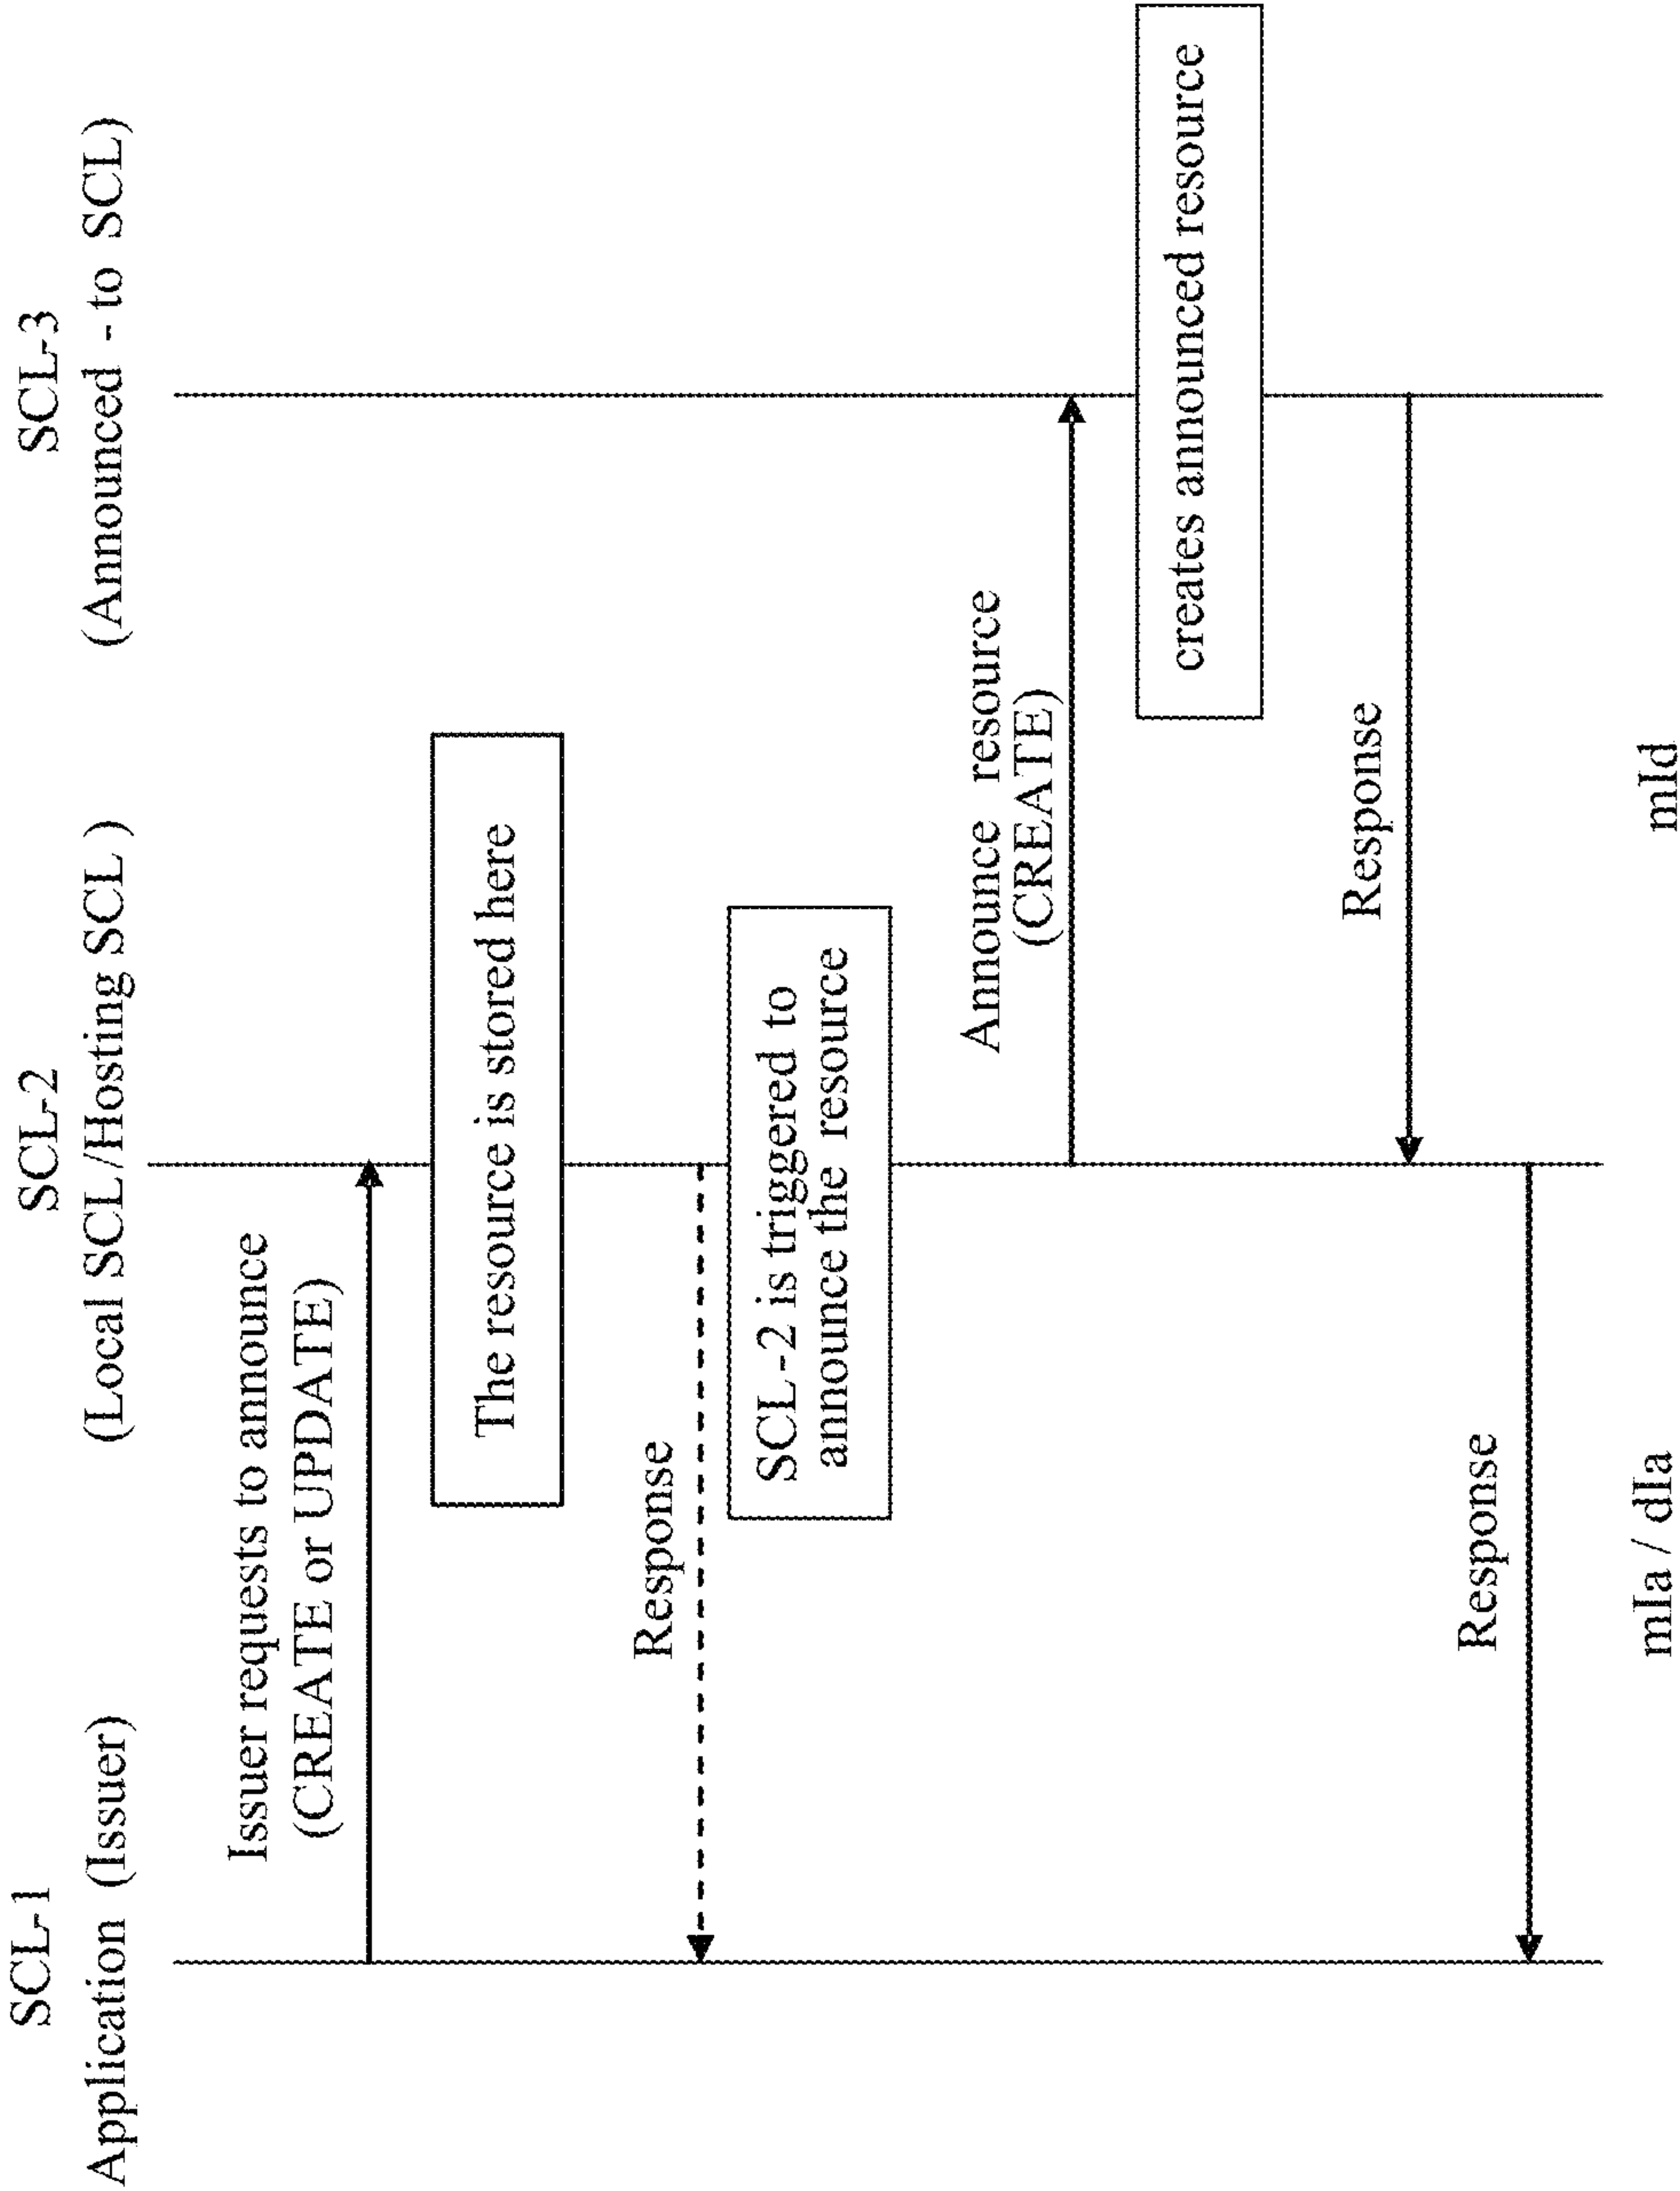 SCL-1
Application (Issuer)
SCL-2
(Local SCL/Hosting SCL )
SCL-3
(Announced - to SCL)
Issuer requests to announce
(CREATE or UPDATE)
The resource is stored here
Response
SCL-2 is triggered to
announce the resource
Announce resource
(CREATE)
creates announced resource
Response
Response
mIa / dIa
mId